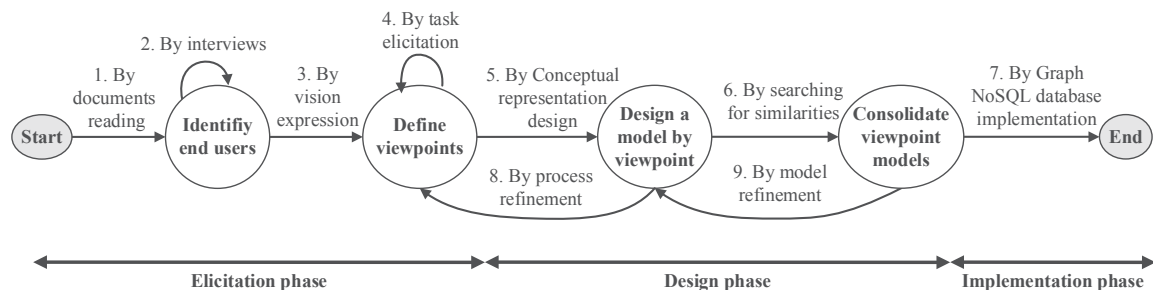 Start
1. By
documents
reading
2. By interviews
Identifiy
end users
3. By
vision
expression
4. By task
elicitation
Define
viewpoints
5. By Conceptual
representation
design
Design a
model by
viewpoint
6. By searching
for similarities
Consolidate
viewpoint
models
7. By Graph
NoSQL database
implementation
End
8. By process
refinement
9. By model
refinement
Elicitation phase
Design phase
Implementation phase